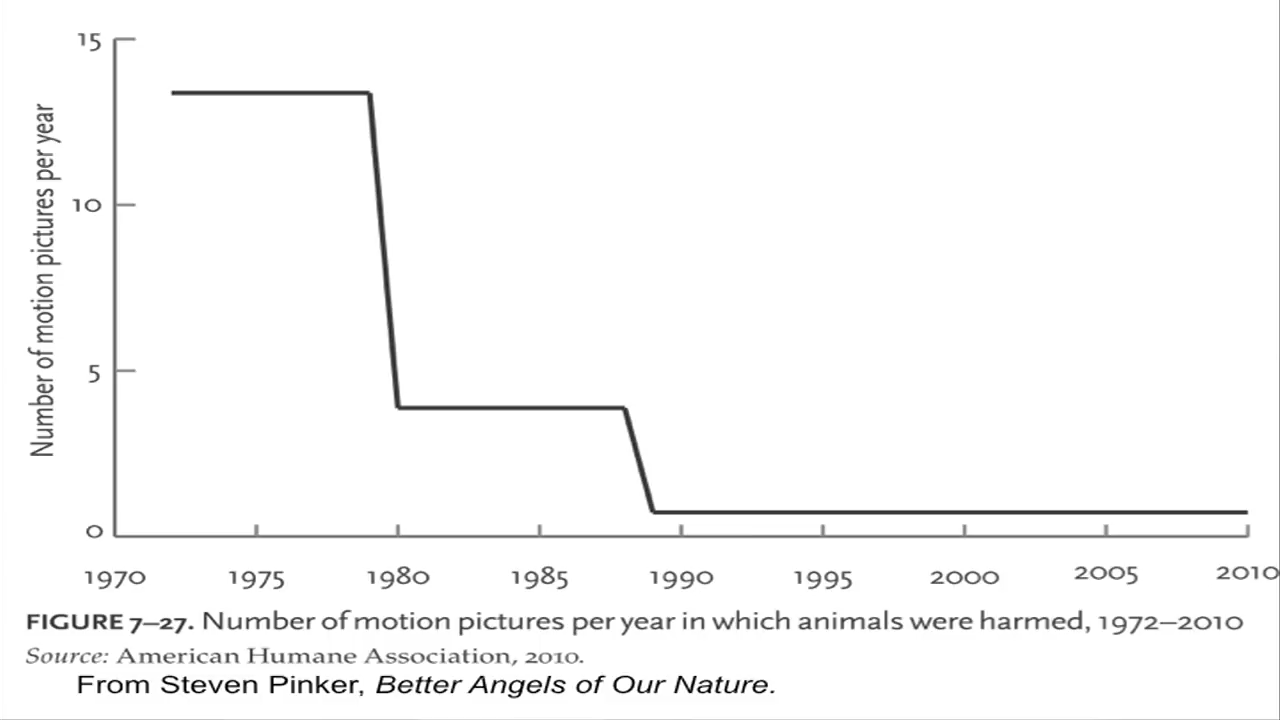 15
10
5
0
Number of motion pictures per year
1970 1975 1980 1985 1990 1995 2000 2005 2010
FIGURE 7–27. Number of motion pictures per year in which animals were harmed, 1972–2010
Source: American Humane Association, 2010.
From Steven Pinker, Better Angels of Our Nature.